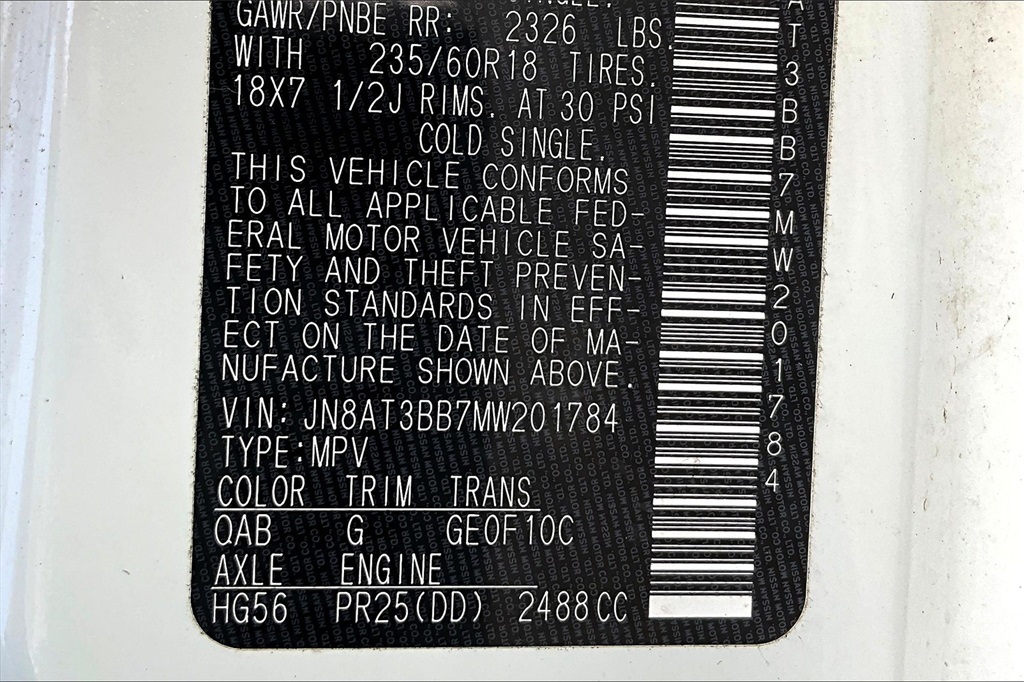 GAWR/PNBE RR: 2326 LBS.
WITH 235/60R18 TIRES.
18X7 1/2J RIMS. AT 30 PSI
COLD SINGLE.
THIS VEHICLE CONFORMS
TO ALL APPLICABLE FED-
ERAL MOTOR VEHICLE SA-
FETY AND THEFT PREVEN-
TION STANDARDS IN EFF-
ECT ON THE DATE OF MA-
NUFACTURE SHOWN ABOVE.
VIN: JN8AT3BB7MW201784
TYPE:MPV
COLOR TRIM TRANS
QAB G GE0F10C
AXLE ENGINE
HG56 PR25(DD) 2488CC
AT3BB7MW201784